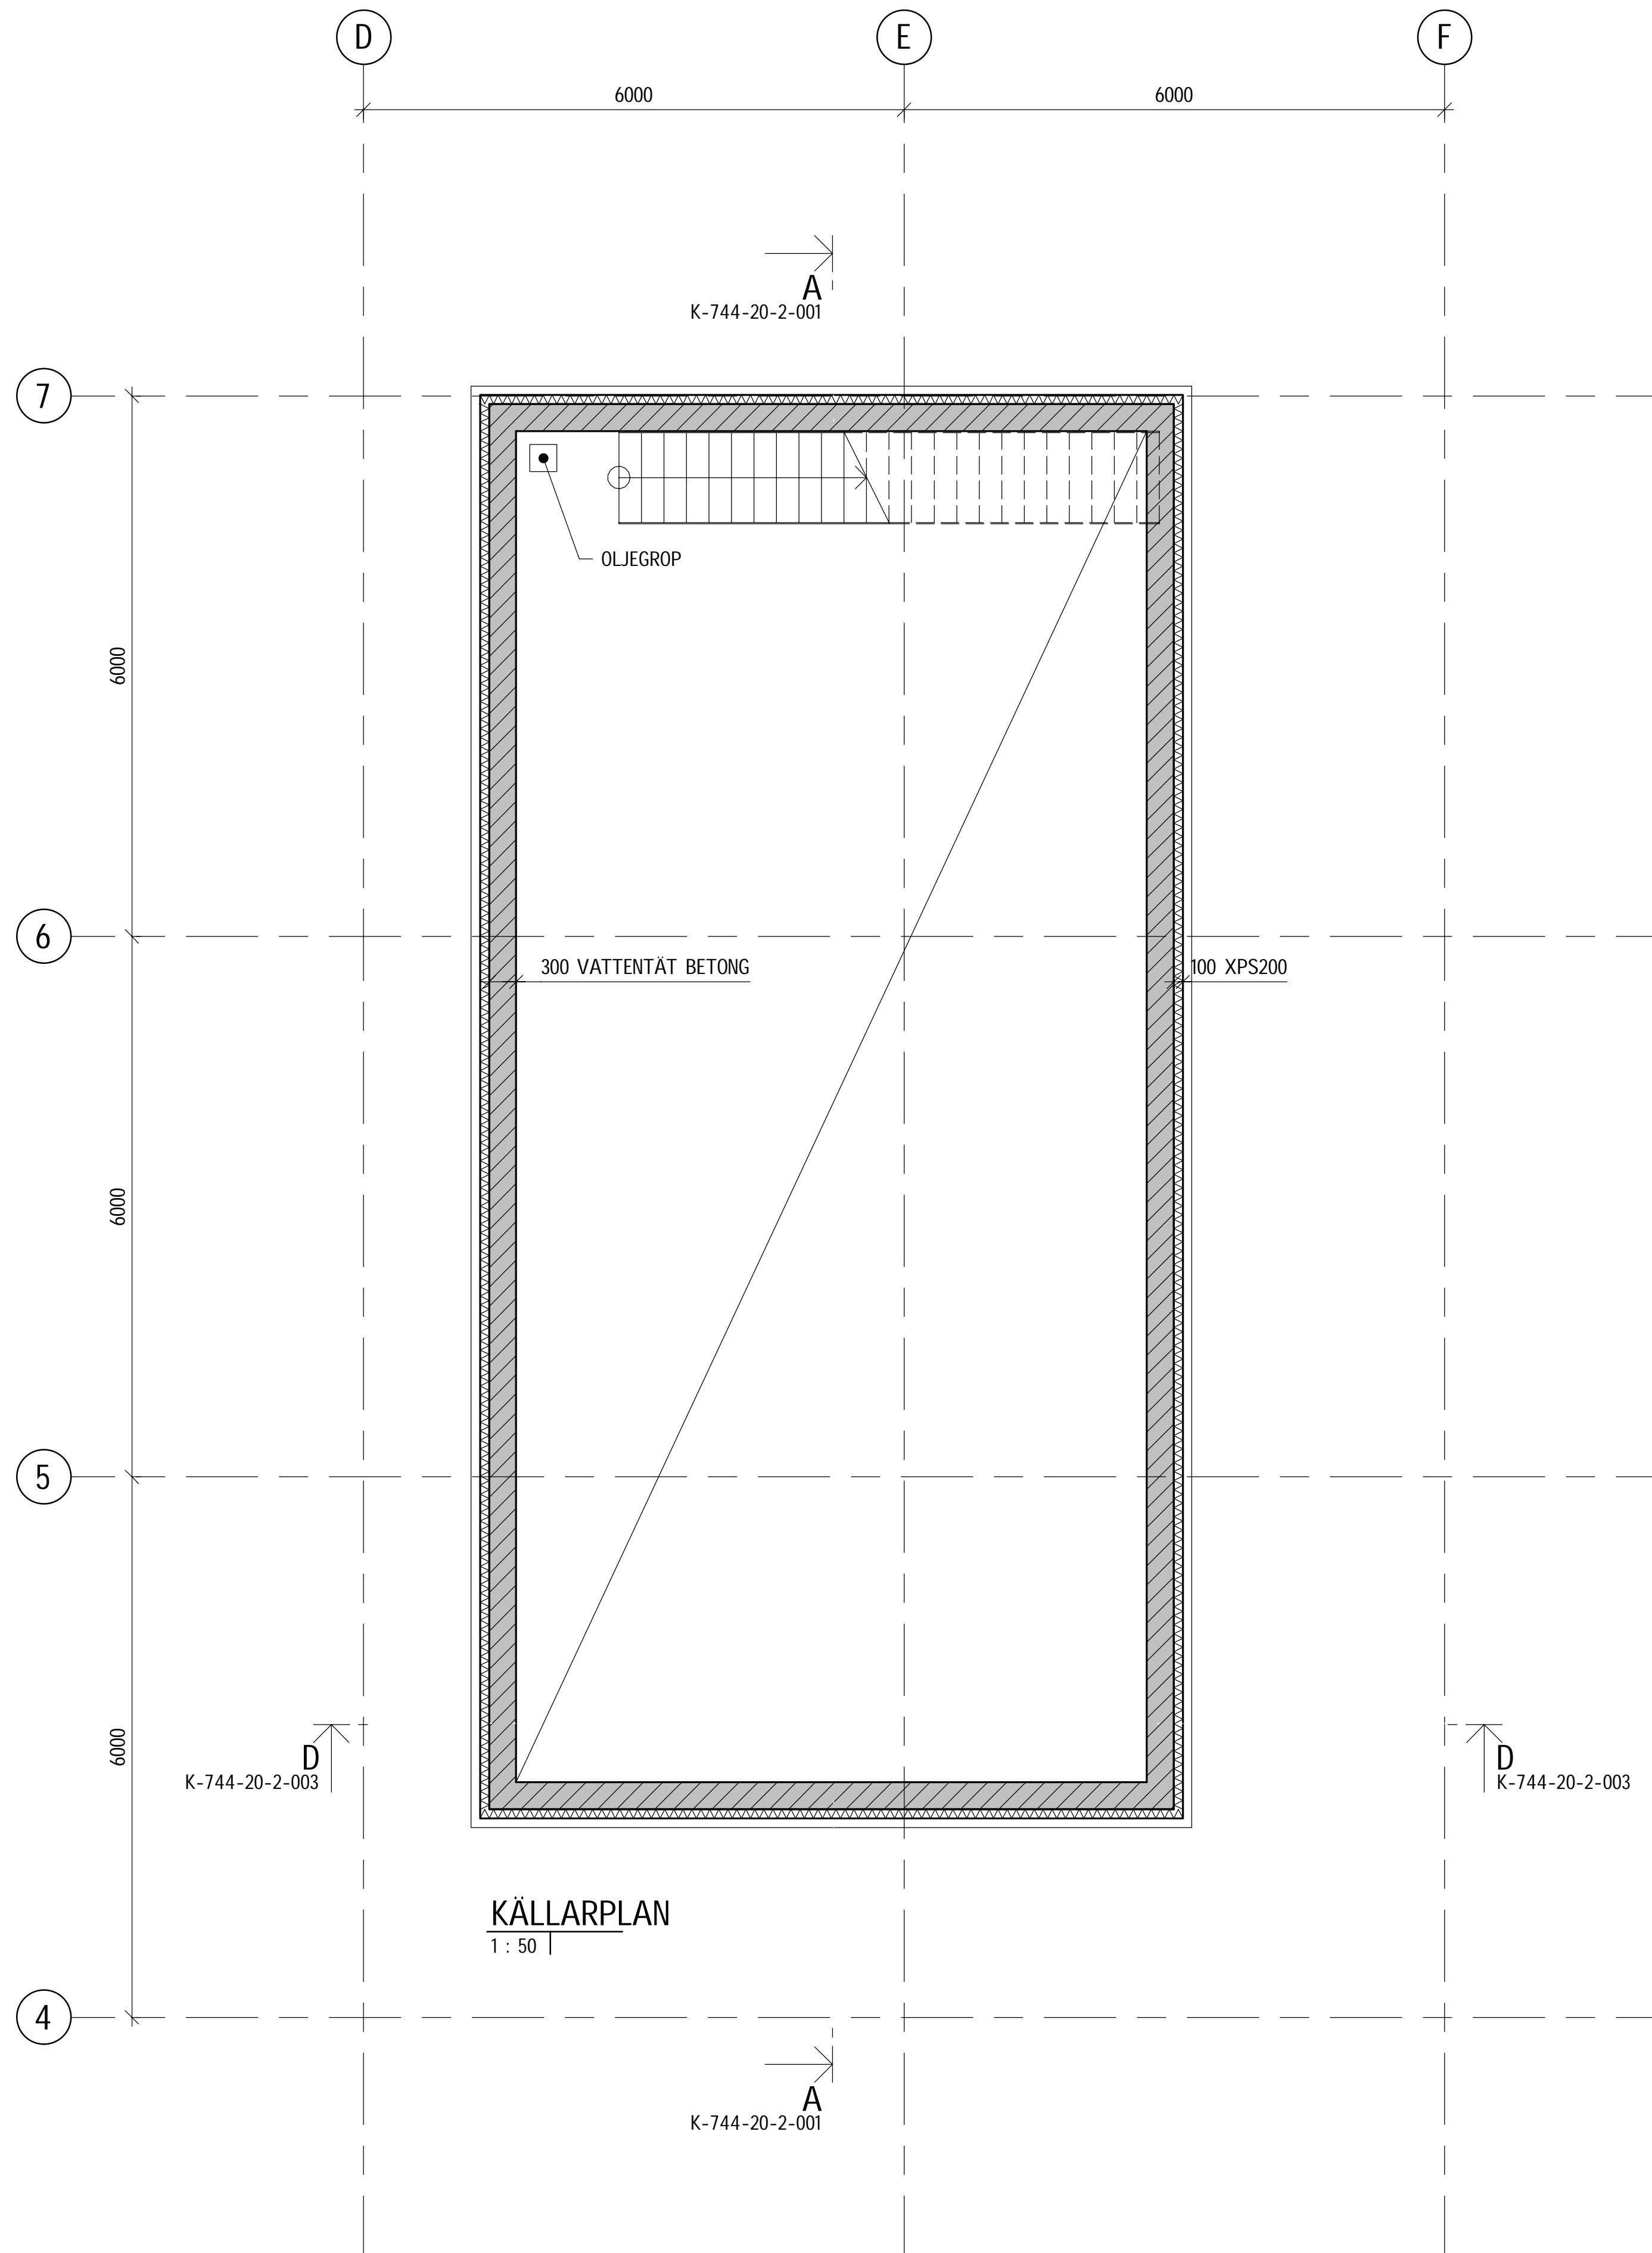 D
E
F
6000
6000
A
K-744-20-2-001
7
OLJEGROP
6000
6
300 VATTENTÄT BETONG
100 XPS200
6000
5
6000
D
K-744-20-2-003
D
K-744-20-2-003
KÄLLARPLAN
1 : 50
4
A
K-744-20-2-001